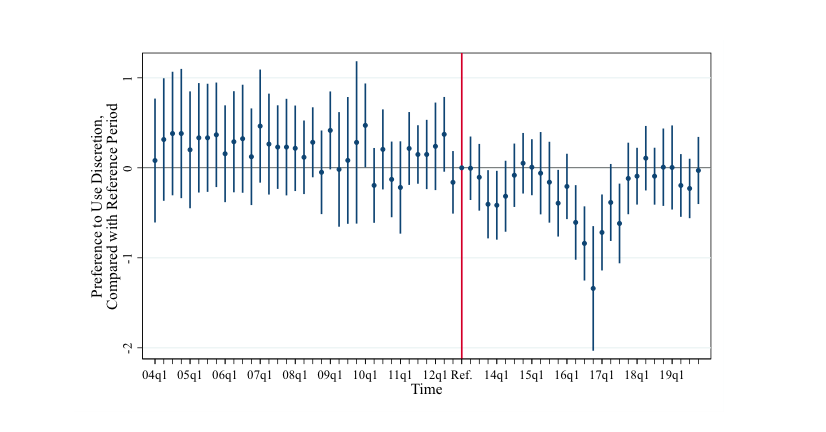 Preference to Use Discretion,
Compared with Reference Period
1
0
-1
-2
04q1 05q1 06q1 07q1 08q1 09q1 10q1 11q1 12q1 Ref. 14q1 15q1 16q1 17q1 18q1 19q1
Time